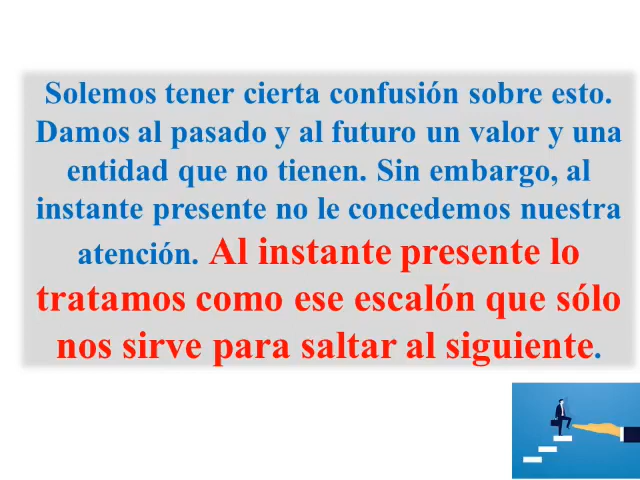 Solemos tener cierta confusión sobre esto.
Damos al pasado y al futuro un valor y una
entidad que no tienen. Sin embargo, al
instante presente no le concedemos nuestra
atención. Al instante presente lo
tratamos como ese escalón que sólo
nos sirve para saltar al siguiente.